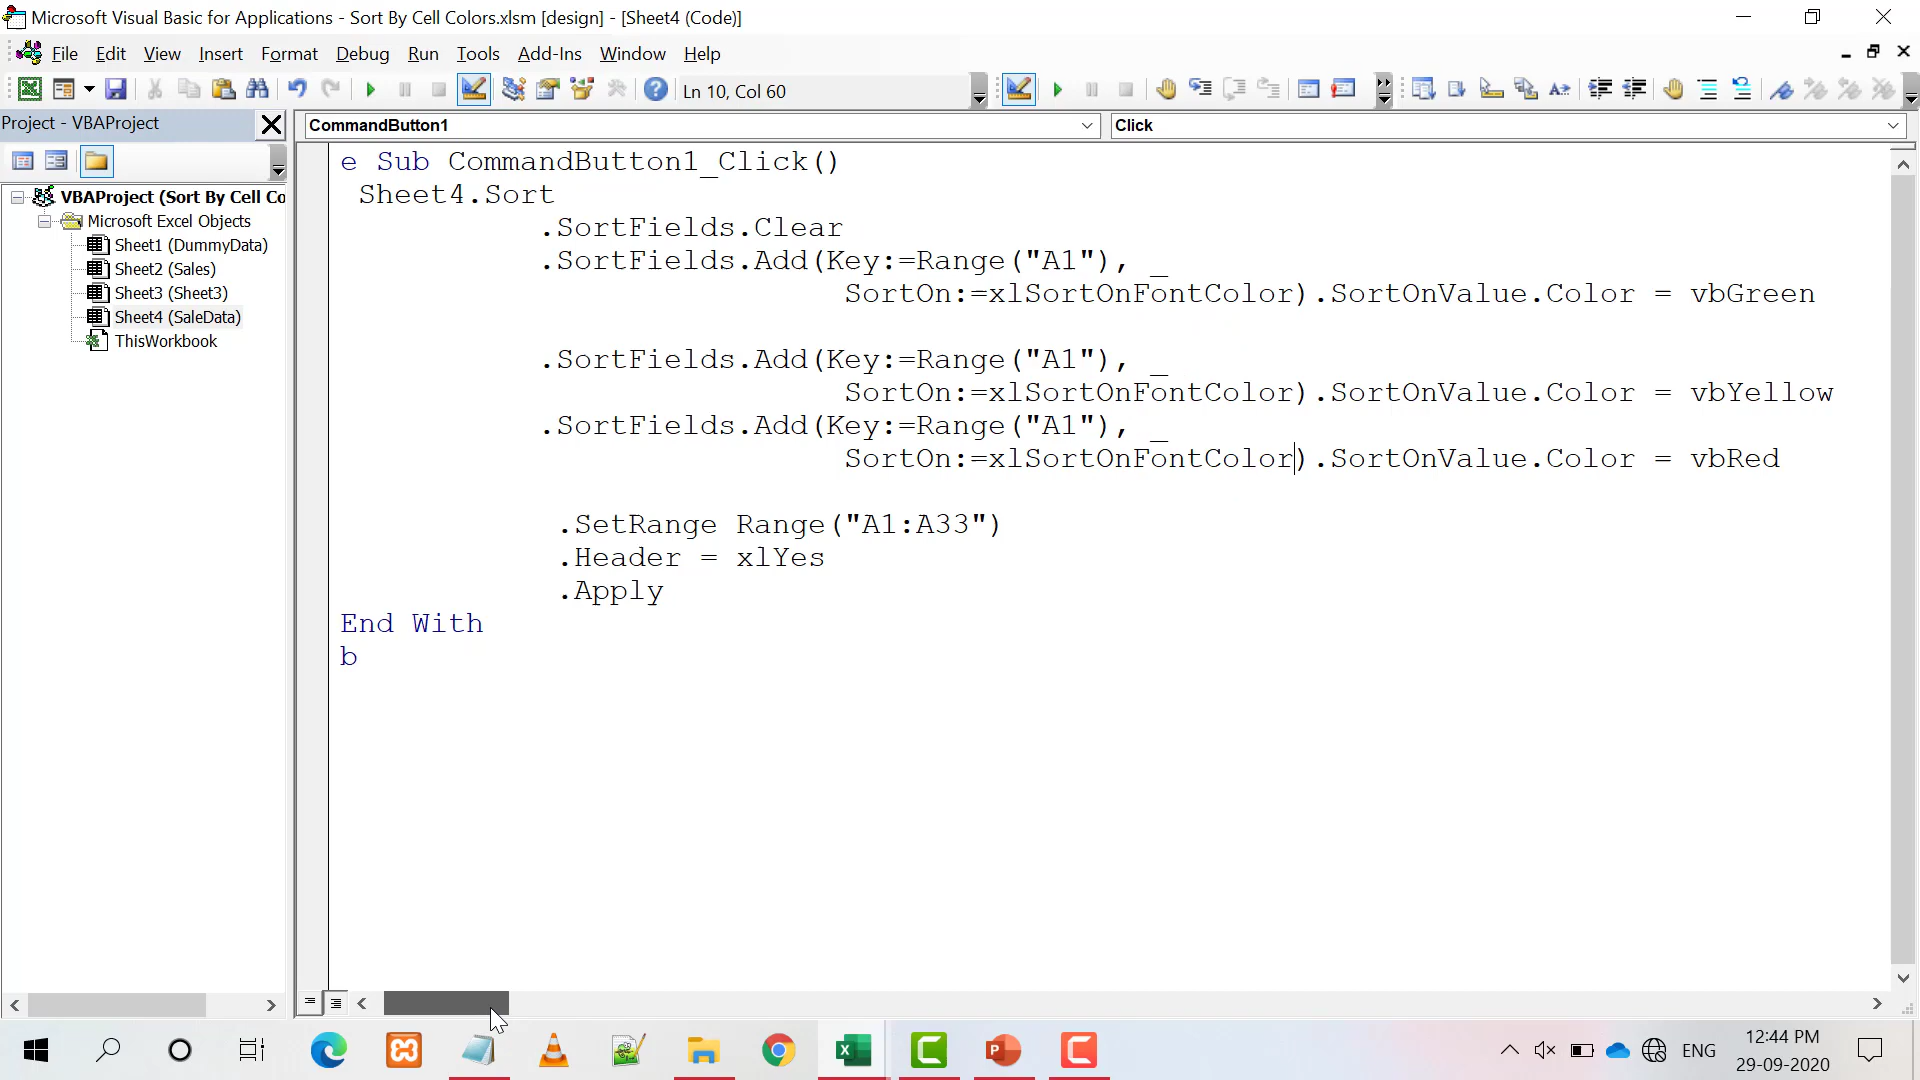 Microsoft Visual Basic for Applications - Sort By Cell Colors.xlsm [design] - [Sheet4 (Code)]
File Edit View Insert Format Debug Run Tools Add-Ins Window Help
Ln 10, Col 60
Project - VBAProject
VBAProject (Sort By Cell Co
Microsoft Excel Objects
Sheet1 (DummyData)
Sheet2 (Sales)
Sheet3 (Sheet3)
Sheet4 (SaleData)
ThisWorkbook
CommandButton1
Click
e Sub CommandButton1_Click()
Sheet4.Sort
.SortFields.Clear
.SortFields.Add(Key:=Range("A1"), _
SortOn:=xlSortOnFontColor).SortOnValue.Color = vbGreen
.SortFields.Add(Key:=Range("A1"), _
SortOn:=xlSortOnFontColor).SortOnValue.Color = vbYellow
.SortFields.Add(Key:=Range("A1"), _
SortOn:=xlSortOnFontColor).SortOnValue.Color = vbRed
.SetRange Range("A1:A33")
.Header = xlYes
.Apply
End With
b
ENG
12:44 PM
29-09-2020